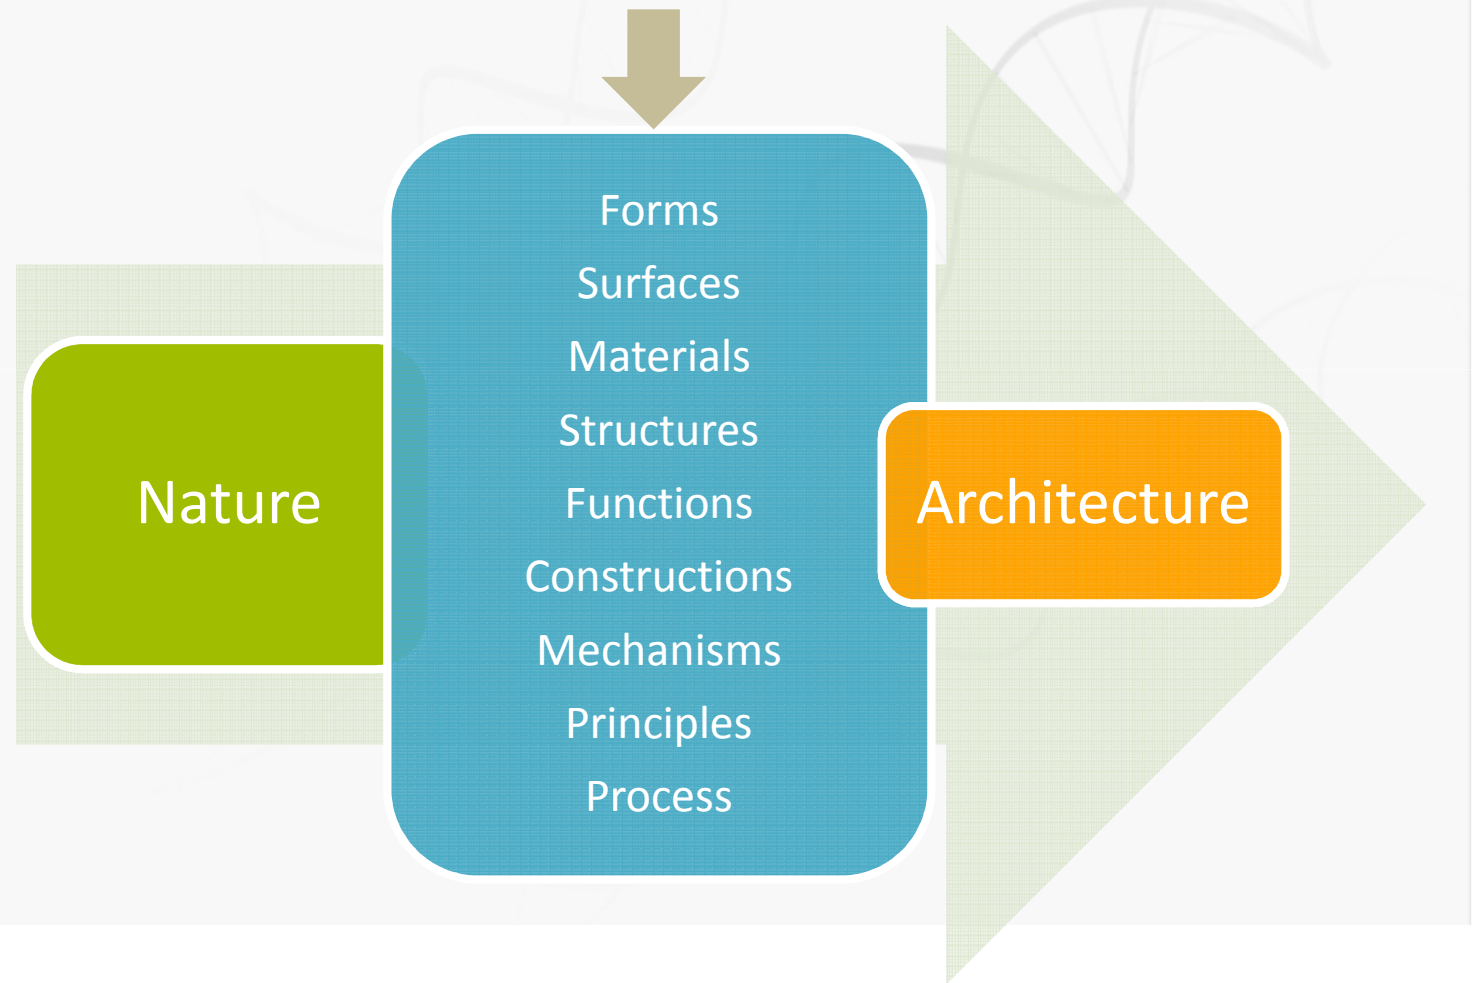 Forms
Surfaces
Materials
Structures
Functions
Constructions
Mechanisms
Principles
Process
Nature
Architecture